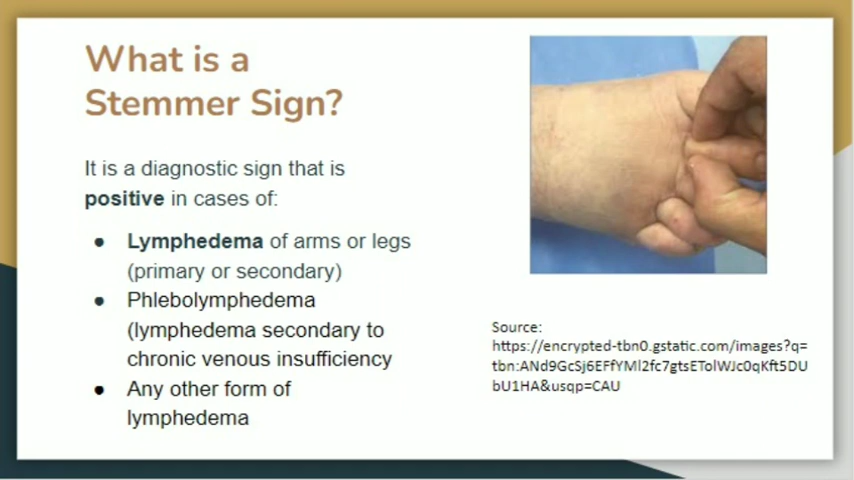 What is a
Stemmer Sign?
It is a diagnostic sign that is
positive in cases of:
● Lymphedema of arms or legs
(primary or secondary)
● Phlebolymphedema
(lymphedema secondary to
chronic venous insufficiency
● Any other form of
lymphedema
Source:
https://encrypted-tbn0.gstatic.com/images?q=
tbn:ANd9GcSj6EFfYMl2fc7gtsETolWJc0qKft5DU
bU1HA&usqp=CAU